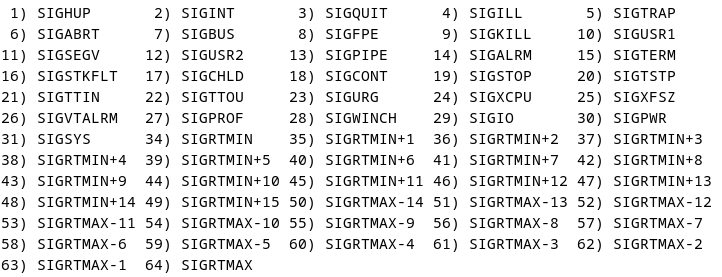 1) SIGHUP 2) SIGINT 3) SIGQUIT 4) SIGILL 5) SIGTRAP
6) SIGABRT 7) SIGBUS 8) SIGFPE 9) SIGKILL 10) SIGUSR1
11) SIGSEGV 12) SIGUSR2 13) SIGPIPE 14) SIGALRM 15) SIGTERM
16) SIGSTKFLT 17) SIGCHLD 18) SIGCONT 19) SIGSTOP 20) SIGTSTP
21) SIGTTIN 22) SIGTTOU 23) SIGURG 24) SIGXCPU 25) SIGXFSZ
26) SIGVTALRM 27) SIGPROF 28) SIGWINCH 29) SIGIO 30) SIGPWR
31) SIGSYS 34) SIGRTMIN 35) SIGRTMIN+1 36) SIGRTMIN+2 37) SIGRTMIN+3
38) SIGRTMIN+4 39) SIGRTMIN+5 40) SIGRTMIN+6 41) SIGRTMIN+7 42) SIGRTMIN+8
43) SIGRTMIN+9 44) SIGRTMIN+10 45) SIGRTMIN+11 46) SIGRTMIN+12 47) SIGRTMIN+13
48) SIGRTMIN+14 49) SIGRTMIN+15 50) SIGRTMAX-14 51) SIGRTMAX-13 52) SIGRTMAX-12
53) SIGRTMAX-11 54) SIGRTMAX-10 55) SIGRTMAX-9 56) SIGRTMAX-8 57) SIGRTMAX-7
58) SIGRTMAX-6 59) SIGRTMAX-5 60) SIGRTMAX-4 61) SIGRTMAX-3 62) SIGRTMAX-2
63) SIGRTMAX-1 64) SIGRTMAX